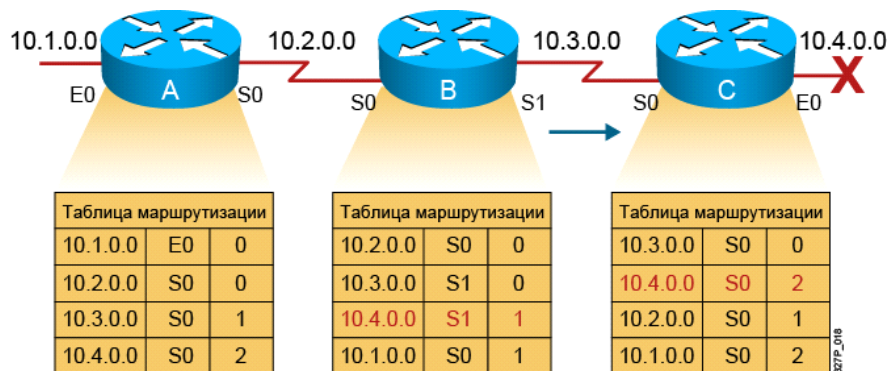 10.1.0.0 10.2.0.0 10.3.0.0 10.4.0.0
E0 A S0 S0 B S1 S0 C E0
X
Таблица маршрутизации
10.1.0.0 E0 0
10.2.0.0 S0 0
10.3.0.0 S0 1
10.4.0.0 S0 2
Таблица маршрутизации
10.2.0.0 S0 0
10.3.0.0 S1 0
10.4.0.0 S1 1
10.1.0.0 S0 1
Таблица маршрутизации
10.3.0.0 S0 0
10.4.0.0 S0 2
10.2.0.0 S0 1
10.1.0.0 S0 2
327P_018